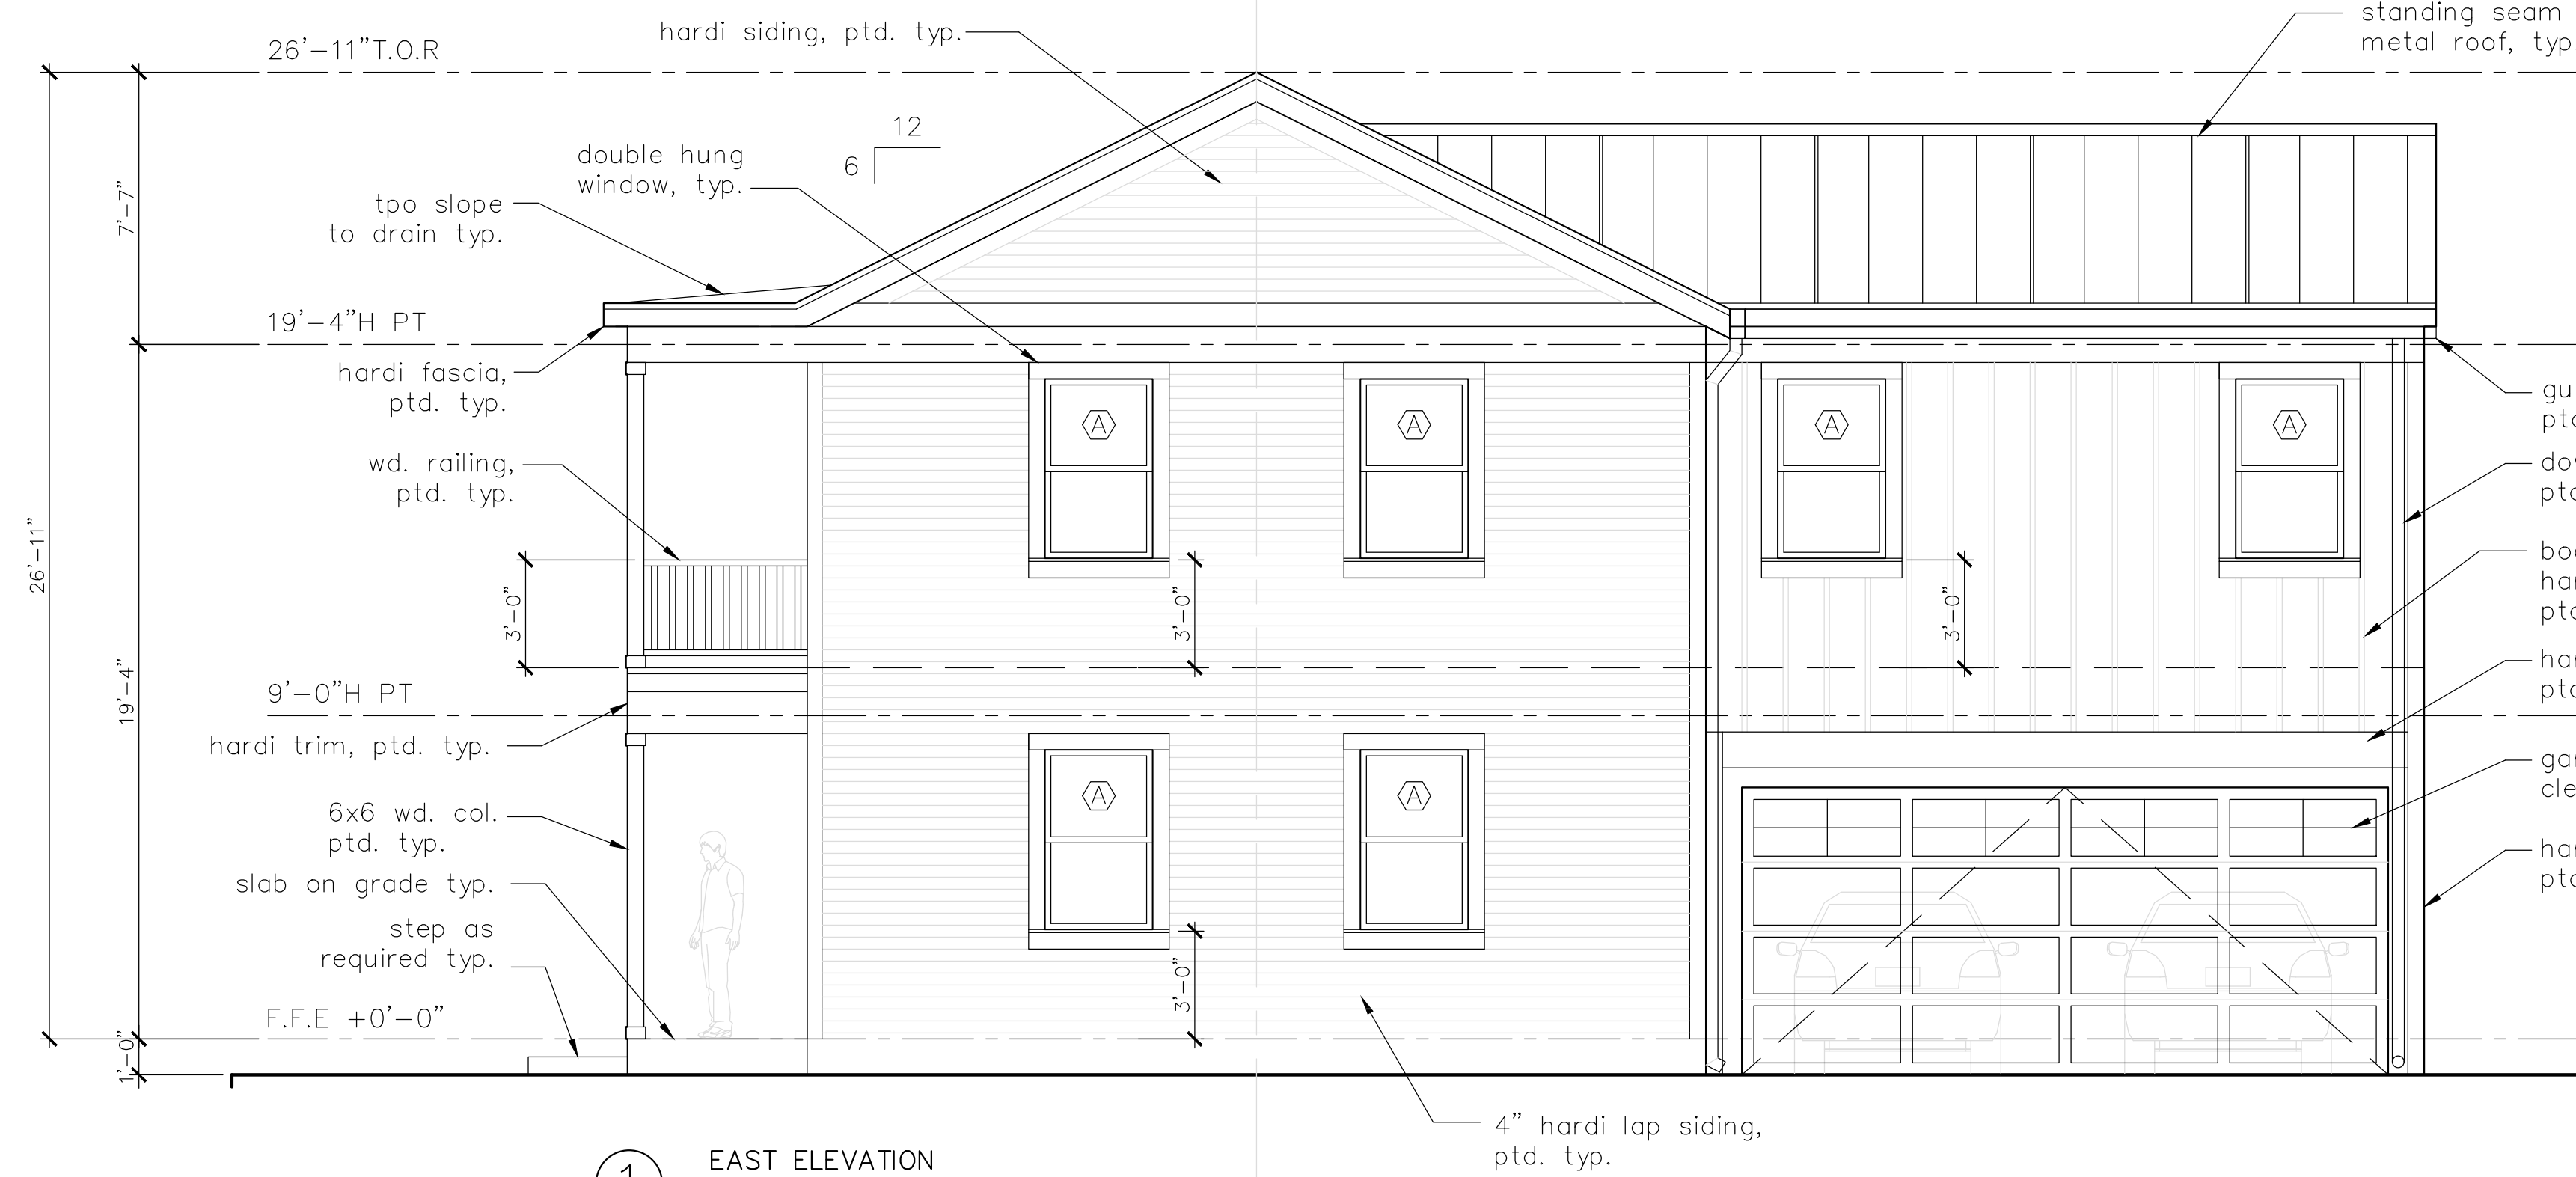 standing seam
metal roof, typ
hardi siding, ptd. typ.
26'-11"T.O.R
12
6
double hung
window, typ.
tpo slope
to drain typ.
7'-7"
19'-4"H PT
hardi fascia,
ptd. typ.
A
A
A
A
wd. railing,
ptd. typ.
26'-11"
3'-0"
3'-0"
3'-0"
19'-4"
9'-0"H PT
hardi trim, ptd. typ.
6x6 wd. col.
ptd. typ.
A
A
slab on grade typ.
step as
required typ.
3'-0"
F.F.E +0'-0"
1'-0"
4" hardi lap siding,
ptd. typ.
1
EAST ELEVATION